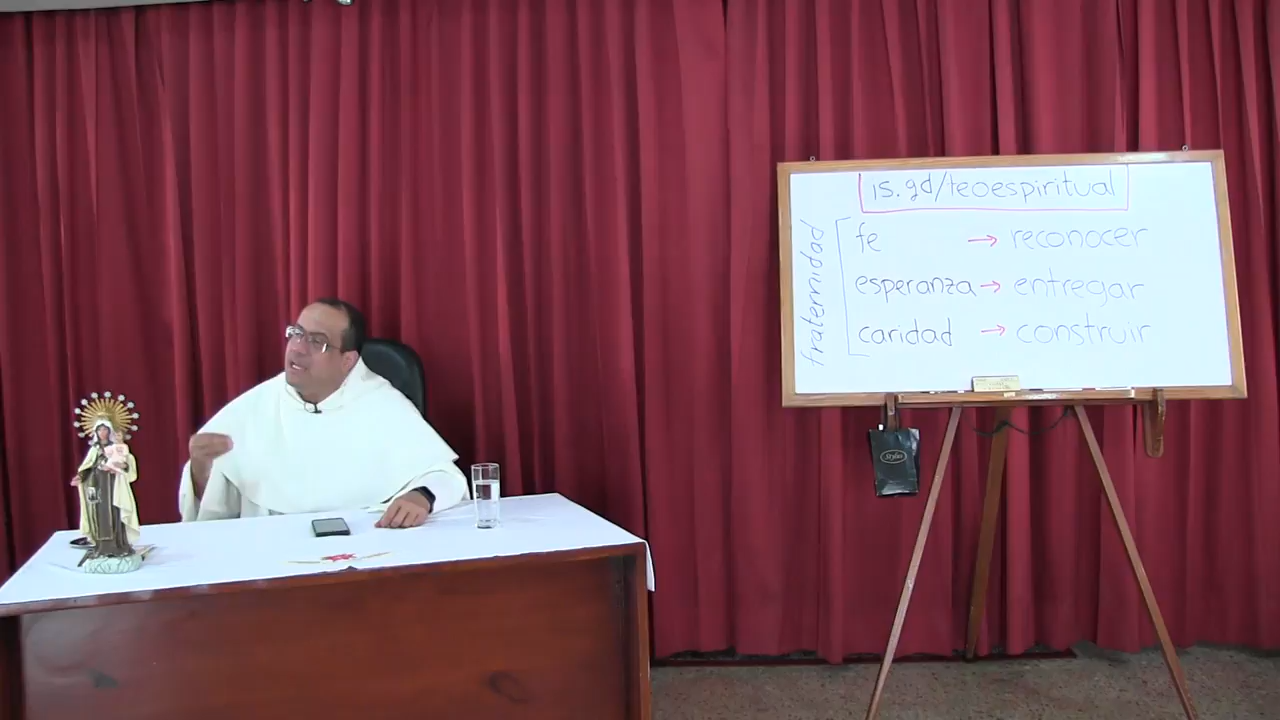 is.gd/teoespiritual
fraternidad
fe → reconocer
esperanza → entregar
caridad → construir
Stylus